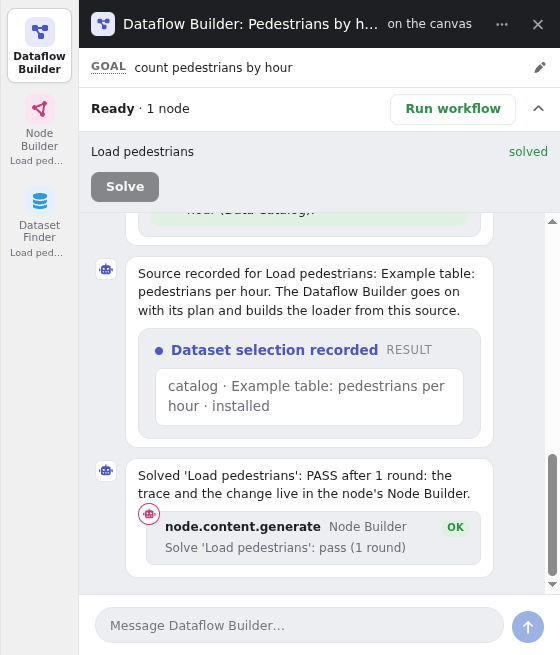 Dataflow Builder: Pedestrians by h… on the canvas
Dataflow
Builder
GOAL count pedestrians by hour
Ready · 1 node
Run workflow
Node
Builder
Load ped…
Load pedestrians
solved
Solve
Dataset
Finder
Load ped…
Source recorded for Load pedestrians: Example table:
pedestrians per hour. The Dataflow Builder goes on
with its plan and builds the loader from this source.
Dataset selection recorded RESULT
catalog · Example table: pedestrians per
hour · installed
Solved 'Load pedestrians': PASS after 1 round: the
trace and the change live in the node's Node Builder.
node.content.generate Node Builder OK
Solve 'Load pedestrians': pass (1 round)
Message Dataflow Builder…